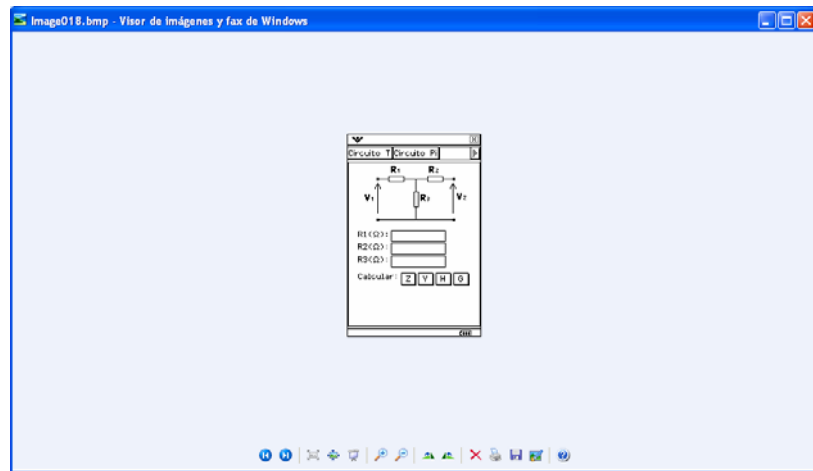 Image018.bmp - Visor de imágenes y fax de Windows
Circuito T Circuito Pi
R1 R2
V1 R3 V2
R1(Ω):
R2(Ω):
R3(Ω):
Calcular: Z Y H G